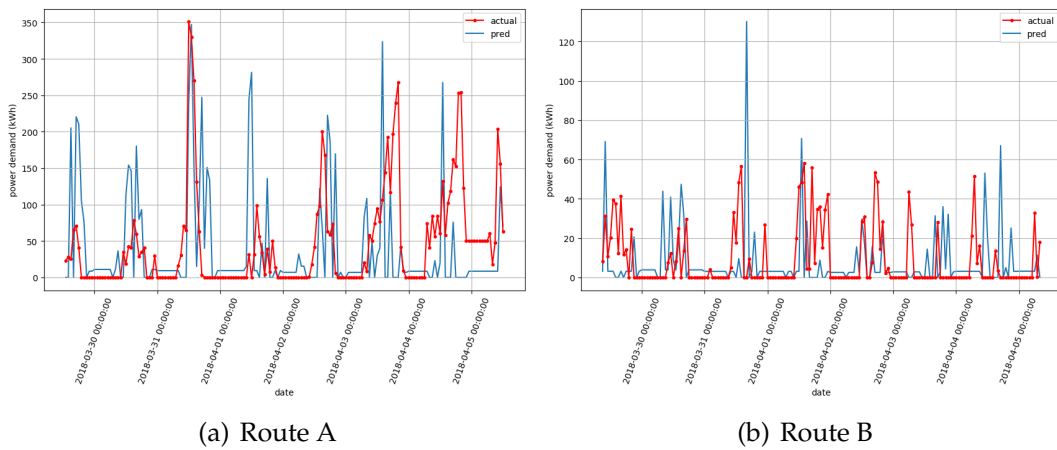 350
300
250
200
150
100
50
0
power demand (kWh)
actual
pred
2018-03-30 00:00:00
2018-03-31 00:00:00
2018-04-01 00:00:00
2018-04-02 00:00:00
2018-04-03 00:00:00
2018-04-04 00:00:00
2018-04-05 00:00:00
date
120
100
80
60
40
20
0
power demand (kWh)
actual
pred
2018-03-30 00:00:00
2018-03-31 00:00:00
2018-04-01 00:00:00
2018-04-02 00:00:00
2018-04-03 00:00:00
2018-04-04 00:00:00
2018-04-05 00:00:00
date
(a) Route A
(b) Route B